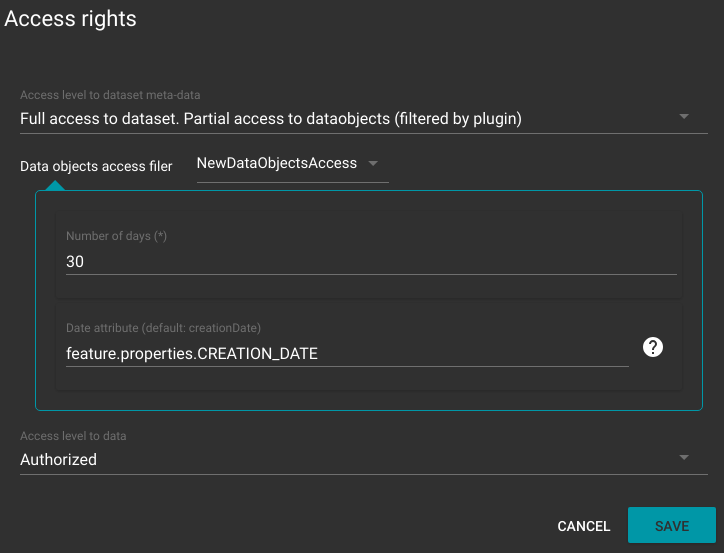 Access rights
Access level to dataset meta-data
Full access to dataset. Partial access to dataobjects (filtered by plugin)
Data objects access filer
NewDataObjectsAccess
Number of days (*)
30
Date attribute (default: creationDate)
feature.properties.CREATION_DATE
?
Access level to data
Authorized
CANCEL
SAVE